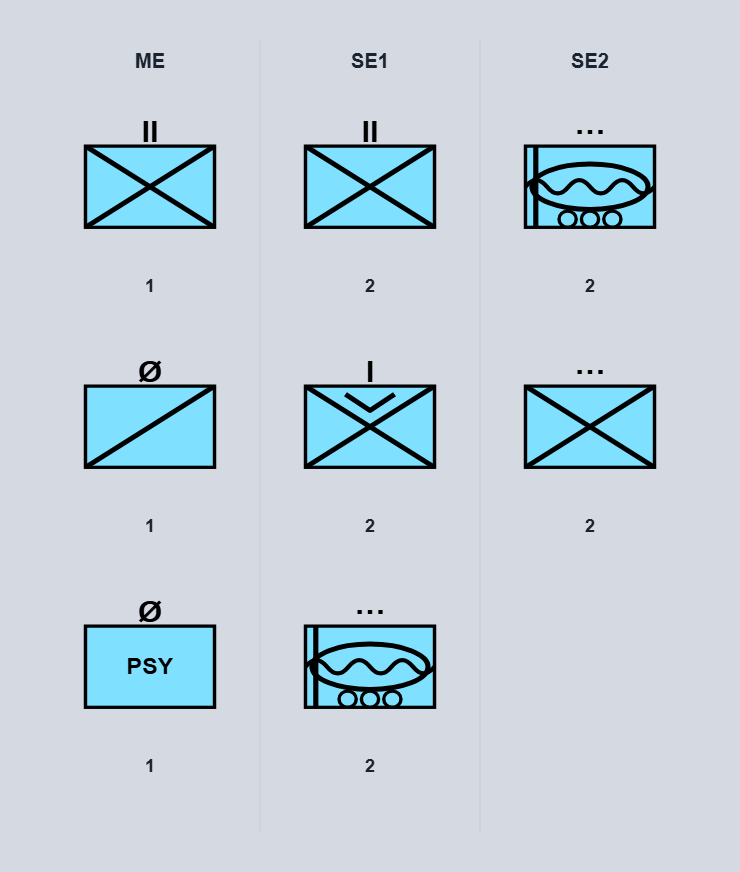 ME SE1 SE2
II II ...
1 2 2
Ø I ...
1 2 2
Ø ...
PSY
1 2